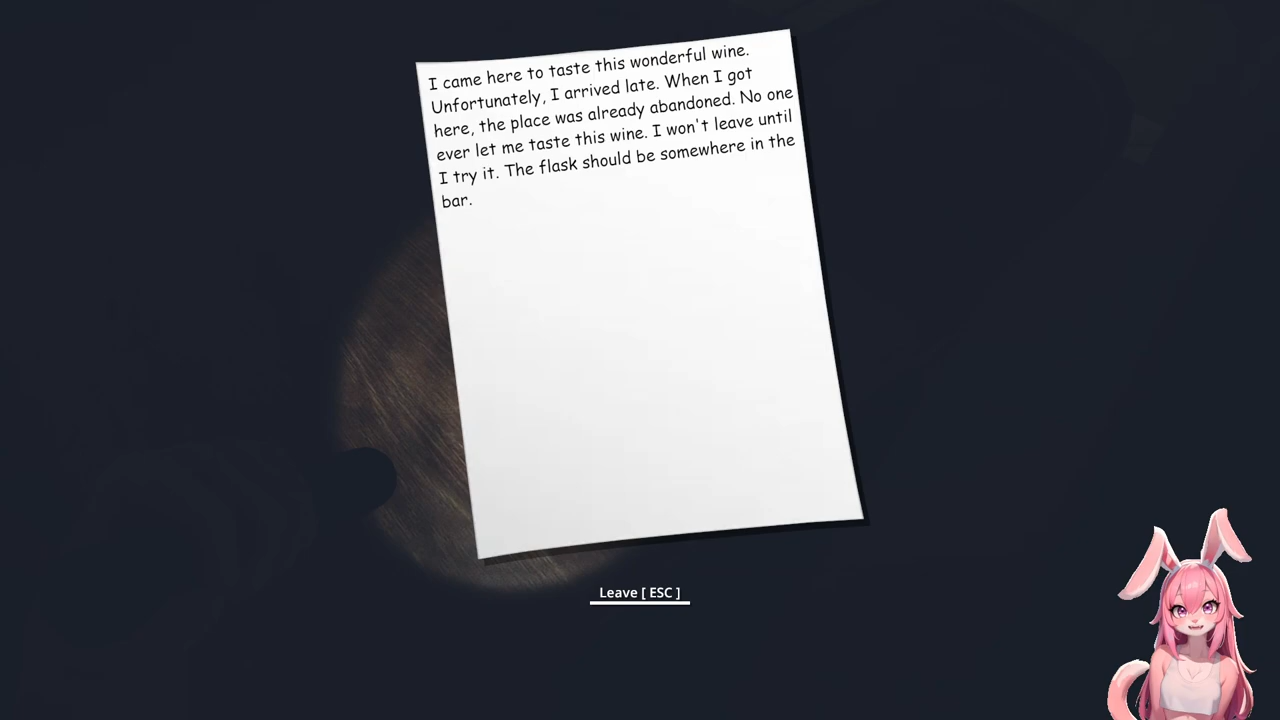 I came here to taste this wonderful wine.
Unfortunately, I arrived late. When I got
here, the place was already abandoned. No one
ever let me taste this wine. I won't leave until
I try it. The flask should be somewhere in the
bar.
Leave [ ESC ]